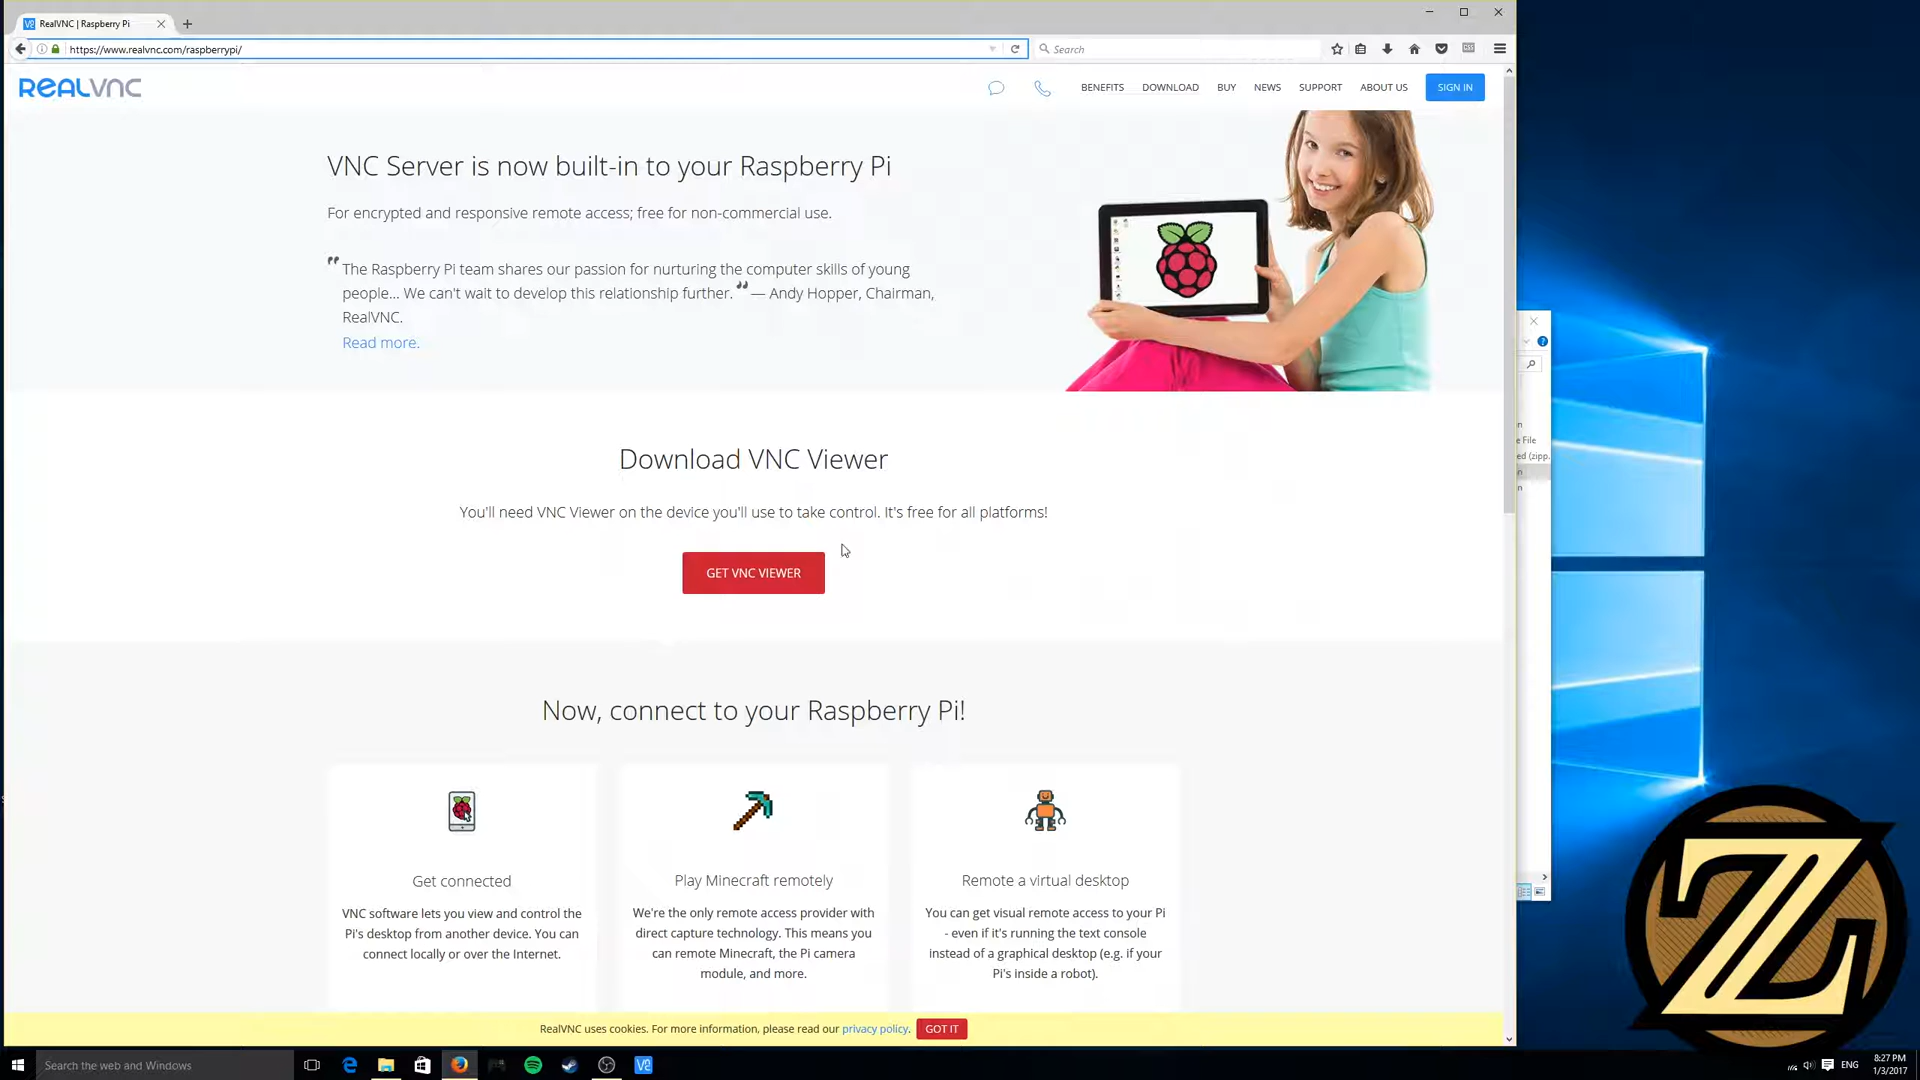 RealVNC | Raspberry Pi
https://www.realvnc.com/raspberrypi/
Search
REALVNC
BENEFITS
DOWNLOAD
BUY
NEWS
SUPPORT
ABOUT US
SIGN IN
VNC Server is now built-in to your Raspberry Pi
For encrypted and responsive remote access; free for non-commercial use.
" The Raspberry Pi team shares our passion for nurturing the computer skills of young
people... We can't wait to develop this relationship further. " — Andy Hopper, Chairman,
RealVNC.
Read more.
Download VNC Viewer
You'll need VNC Viewer on the device you'll use to take control. It's free for all platforms!
GET VNC VIEWER
Now, connect to your Raspberry Pi!
Get connected
VNC software lets you view and control the
Pi's desktop from another device. You can
connect locally or over the Internet.
Play Minecraft remotely
We're the only remote access provider with
direct capture technology. This means you
can remote Minecraft, the Pi camera
module, and more.
Remote a virtual desktop
You can get visual remote access to your Pi
- even if it's running the text console
instead of a graphical desktop (e.g. if your
Pi's inside a robot).
RealVNC uses cookies. For more information, please read our privacy policy.
GOT IT
Search the web and Windows
ENG
8:27 PM
1/3/2017